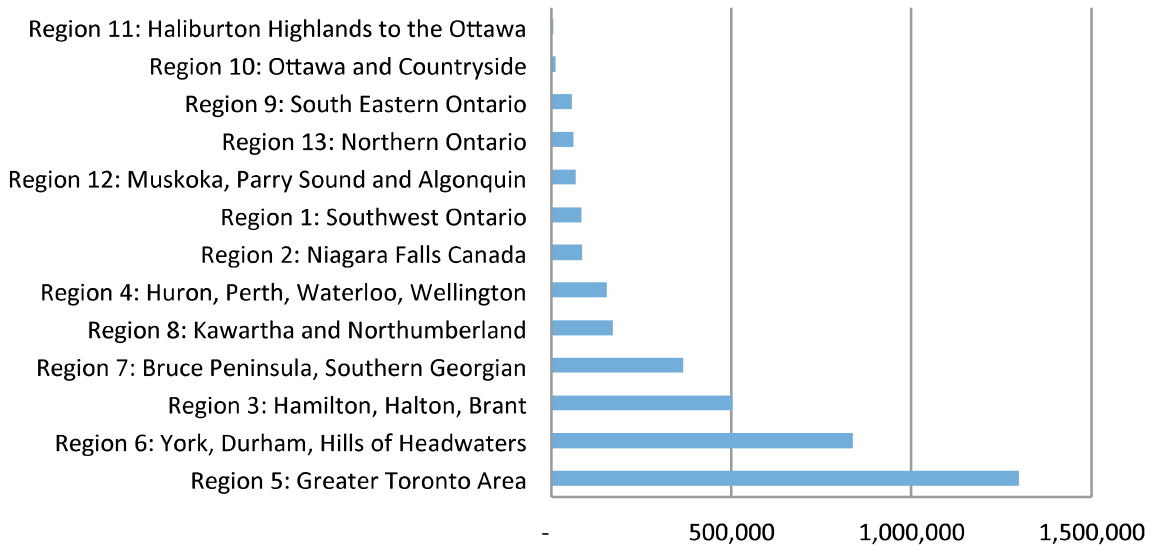 Region 11: Haliburton Highlands to the Ottawa
Region 10: Ottawa and Countryside
Region 9: South Eastern Ontario
Region 13: Northern Ontario
Region 12: Muskoka, Parry Sound and Algonquin
Region 1: Southwest Ontario
Region 2: Niagara Falls Canada
Region 4: Huron, Perth, Waterloo, Wellington
Region 8: Kawartha and Northumberland
Region 7: Bruce Peninsula, Southern Georgian
Region 3: Hamilton, Halton, Brant
Region 6: York, Durham, Hills of Headwaters
Region 5: Greater Toronto Area
- 500,000 1,000,000 1,500,000